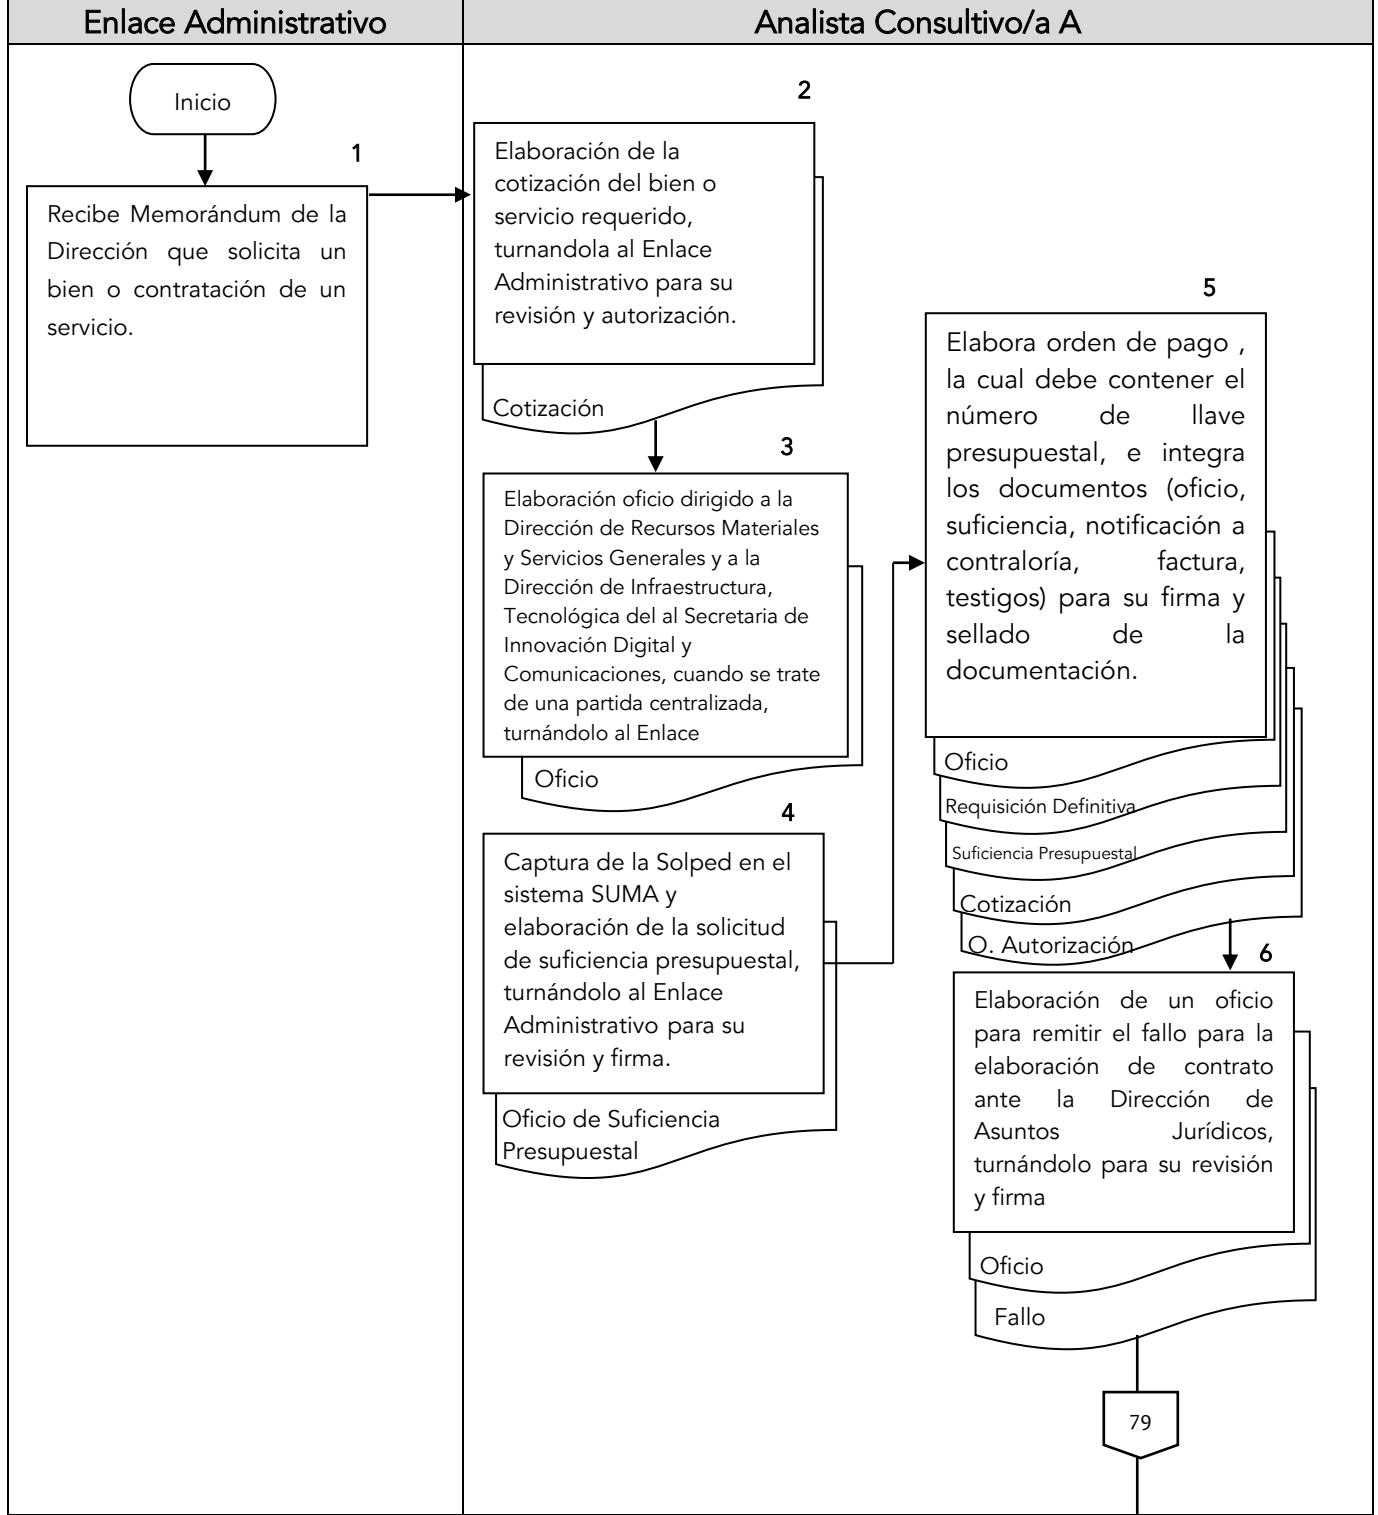 Enlace Administrativo
Analista Consultivo/a A
Inicio
1
Recibe Memorándum de la
Dirección que solicita un
bien o contratación de un
servicio.
2
Elaboración de la
cotización del bien o
servicio requerido,
turnandola al Enlace
Administrativo para su
revisión y autorización.
Cotización
3
Elaboración oficio dirigido a la
Dirección de Recursos Materiales
y Servicios Generales y a la
Dirección de Infraestructura,
Tecnológica del al Secretaria de
Innovación Digital y
Comunicaciones, cuando se trate
de una partida centralizada,
turnándolo al Enlace
Oficio
4
Captura de la Solped en el
sistema SUMA y
elaboración de la solicitud
de suficiencia presupuestal,
turnándolo al Enlace
Administrativo para su
revisión y firma.
Oficio de Suficiencia
Presupuestal
5
Elabora orden de pago ,
la cual debe contener el
número de llave
presupuestal, e integra
los documentos (oficio,
suficiencia, notificación a
contraloría, factura,
testigos) para su firma y
sellado de la
documentación.
Oficio
Requisición Definitiva
Suficiencia Presupuestal
Cotización
O. Autorización
6
Elaboración de un oficio
para remitir el fallo para la
elaboración de contrato
ante la Dirección de
Asuntos Jurídicos,
turnándolo para su revisión
y firma
Oficio
Fallo
79